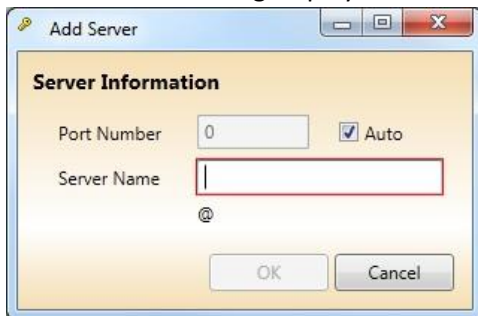 Add Server
Server Information
Port Number 0 Auto
Server Name
@
OK Cancel